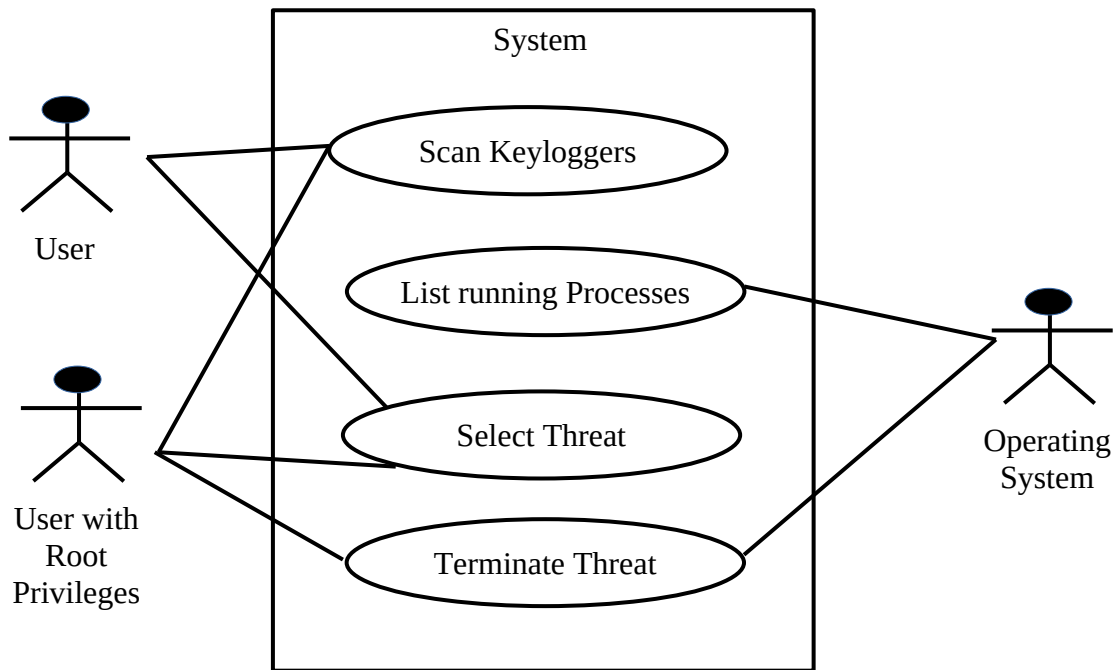 System
Scan Keyloggers
User
List running Processes
Select Threat
Operating
System
User with
Root
Privileges
Terminate Threat